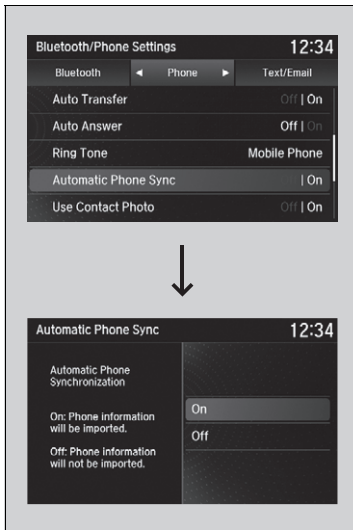 Bluetooth/Phone Settings 12:34
Bluetooth ◄ Phone ► Text/Email
Auto Transfer Off | On
Auto Answer Off | On
Ring Tone Mobile Phone
Automatic Phone Sync | On
Use Contact Photo Off | On
Automatic Phone Sync 12:34
Automatic Phone
Synchronization
On: Phone information
will be imported.
Off: Phone information
will not be imported.
On
Off